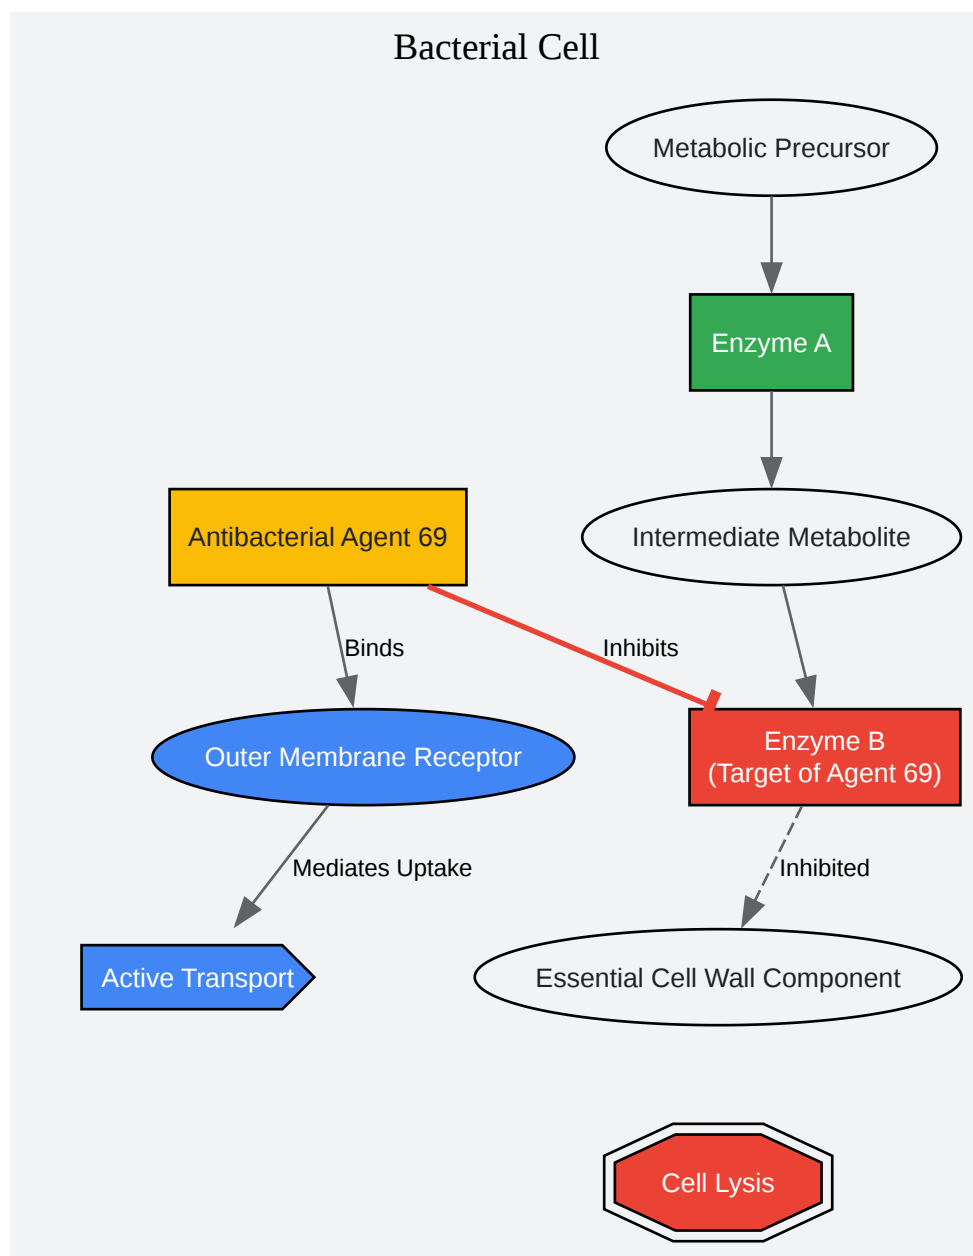 Bacterial Cell
Metabolic Precursor
Enzyme A
Antibacterial Agent 69
Intermediate Metabolite
Binds
Inhibits
Outer Membrane Receptor
Enzyme B
(Target of Agent 69)
Mediates Uptake
Inhibited
Active Transport
Essential Cell Wall Component
Cell Lysis